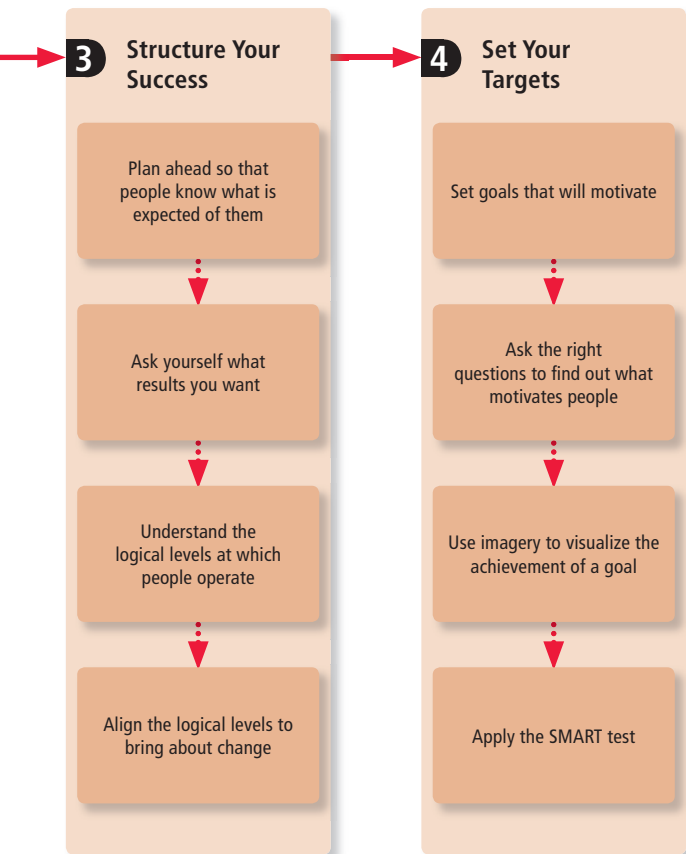 3
Structure Your
Success
Plan ahead so that
people know what is
expected of them
Ask yourself what
results you want
Understand the
logical levels at which
people operate
Align the logical levels to
bring about change
4
Set Your
Targets
Set goals that will motivate
Ask the right
questions to find out what
motivates people
Use imagery to visualize the
achievement of a goal
Apply the SMART test